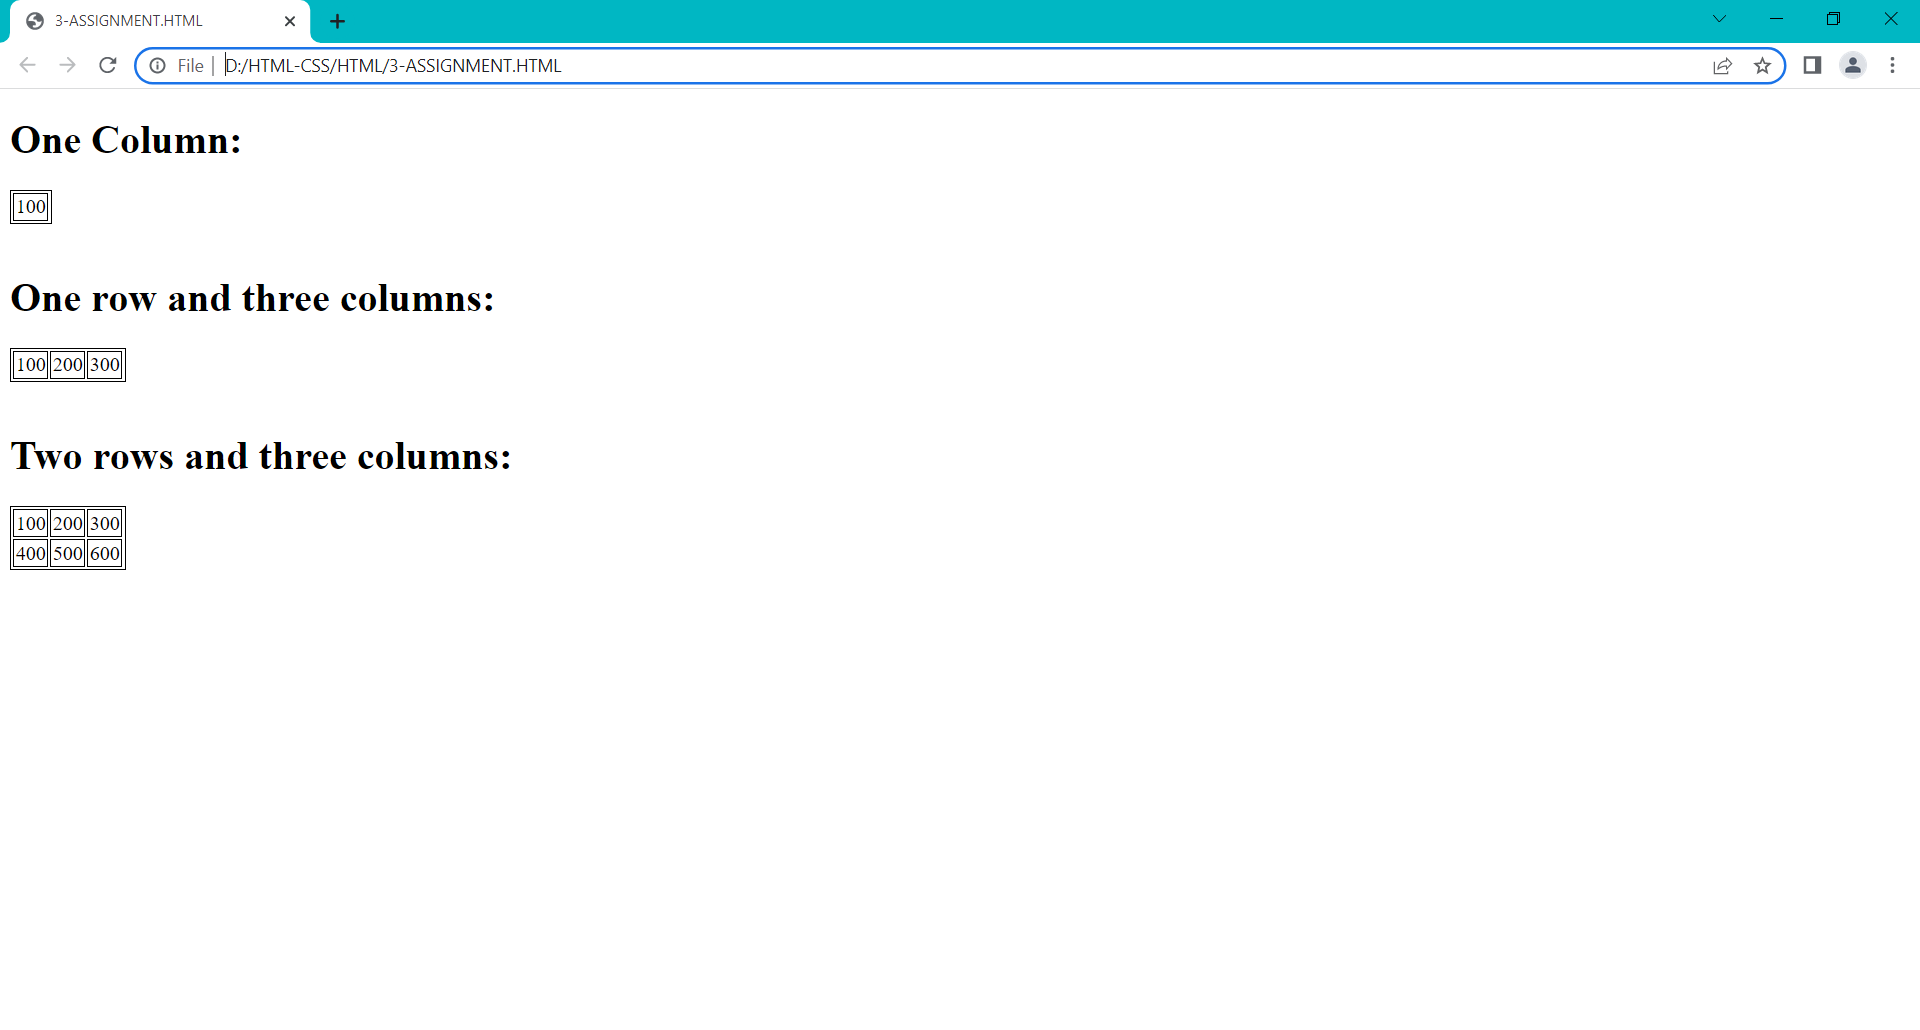 3-ASSIGNMENT.HTML
File D:/HTML-CSS/HTML/3-ASSIGNMENT.HTML
One Column:
100
One row and three columns:
100 200 300
Two rows and three columns:
100 200 300
400 500 600